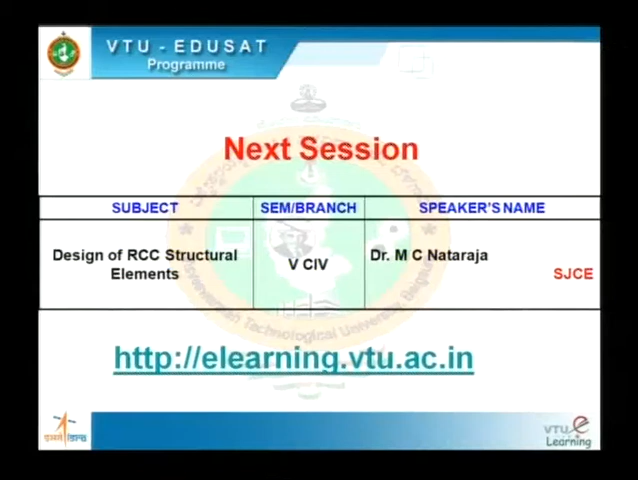 VTU - EDUSAT
Programme
Next Session
SUBJECT SEM/BRANCH SPEAKER'S NAME
Design of RCC Structural Elements V CIV Dr. M C Nataraja SJCE
http://elearning.vtu.ac.in
VTU e
Learning